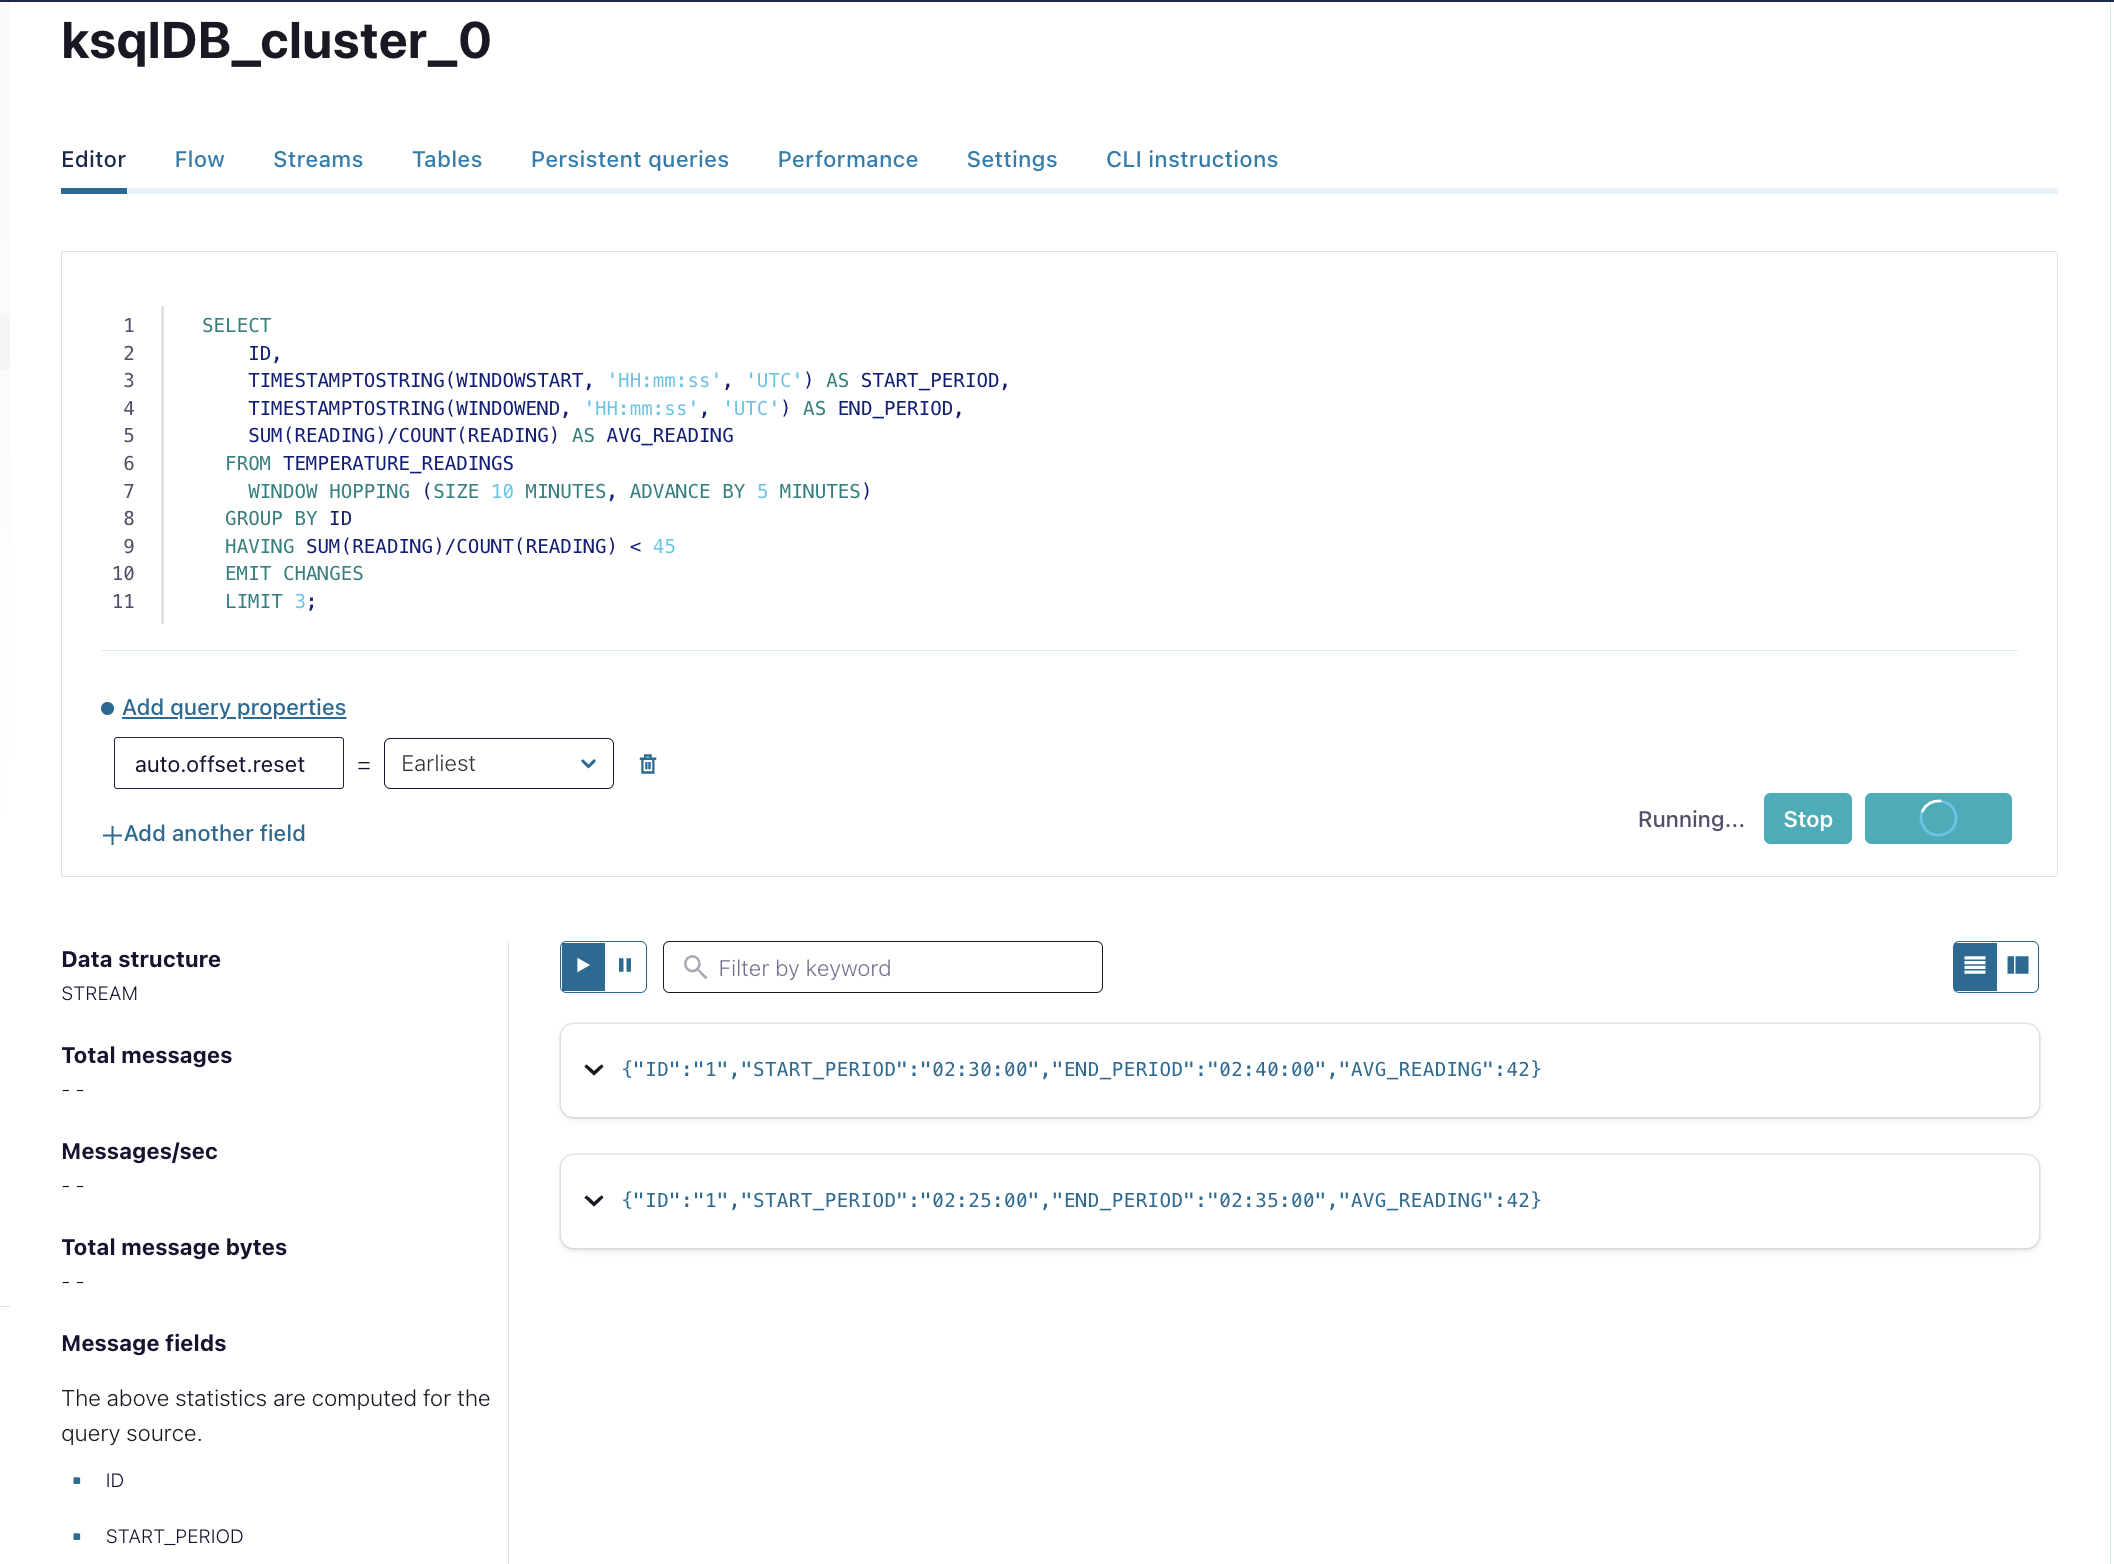 ksqlDB_cluster_0
Editor Flow Streams Tables Persistent queries Performance Settings CLI instructions
1 SELECT
2 ID,
3 TIMESTAMPTOSTRING(WINDOWSTART, 'HH:mm:ss', 'UTC') AS START_PERIOD,
4 TIMESTAMPTOSTRING(WINDOWEND, 'HH:mm:ss', 'UTC') AS END_PERIOD,
5 SUM(READING)/COUNT(READING) AS AVG_READING
6 FROM TEMPERATURE_READINGS
7 WINDOW HOPPING (SIZE 10 MINUTES, ADVANCE BY 5 MINUTES)
8 GROUP BY ID
9 HAVING SUM(READING)/COUNT(READING) < 45
10 EMIT CHANGES
11 LIMIT 3;
Add query properties
auto.offset.reset = Earliest
+Add another field
Running... Stop
Data structure
STREAM
Total messages
- -
Messages/sec
- -
Total message bytes
- -
Message fields
The above statistics are computed for the
query source.
ID
START_PERIOD
Filter by keyword
{"ID":"1","START_PERIOD":"02:30:00","END_PERIOD":"02:40:00","AVG_READING":42}
{"ID":"1","START_PERIOD":"02:25:00","END_PERIOD":"02:35:00","AVG_READING":42}